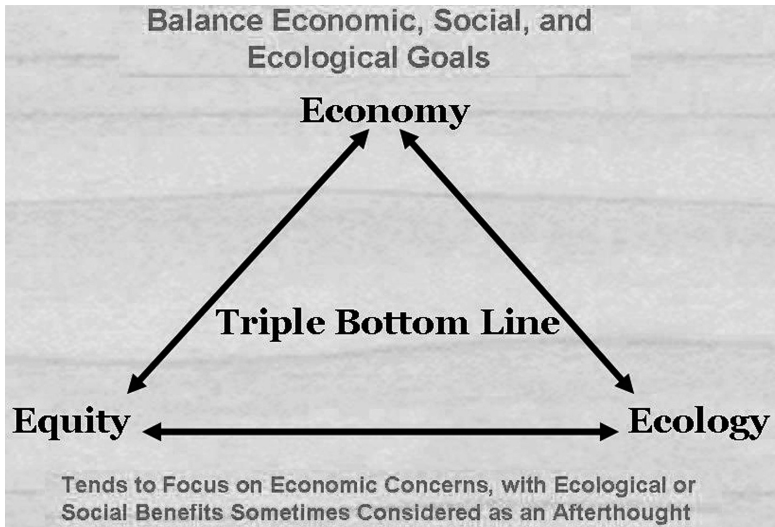 Balance Economic, Social, and
Ecological Goals
Economy
Triple Bottom Line
Equity
Ecology
Tends to Focus on Economic Concerns, with Ecological or
Social Benefits Sometimes Considered as an Afterthought